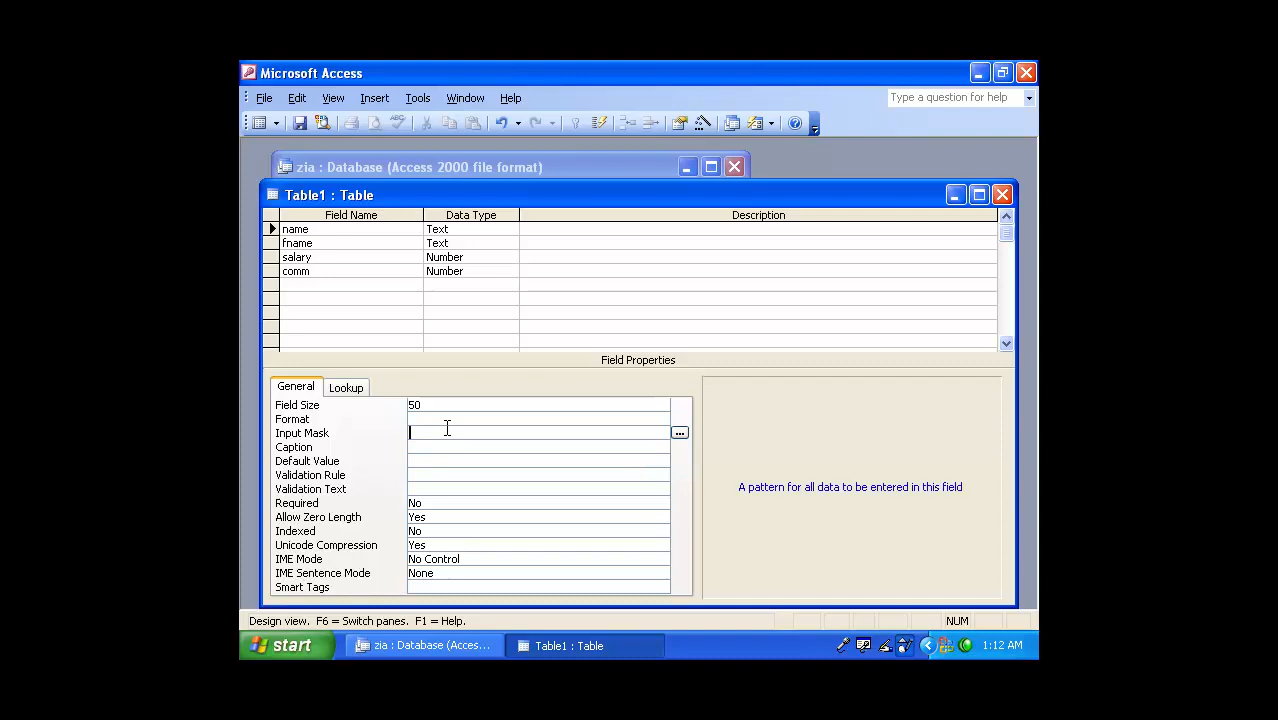 Microsoft Access
File Edit View Insert Tools Window Help Type a question for help
zia : Database (Access 2000 file format)
Table1 : Table
Field Name Data Type Description
name Text
fname Text
salary Number
comm Number
Field Properties
General Lookup
Field Size 50
Format
Input Mask ...
Caption
Default Value
Validation Rule
Validation Text
Required No
Allow Zero Length Yes
Indexed No
Unicode Compression Yes
IME Mode No Control
IME Sentence Mode None
Smart Tags
A pattern for all data to be entered in this field
Design view. F6 = Switch panes. F1 = Help. NUM
start zia : Database (Acces... Table1 : Table 1:12 AM